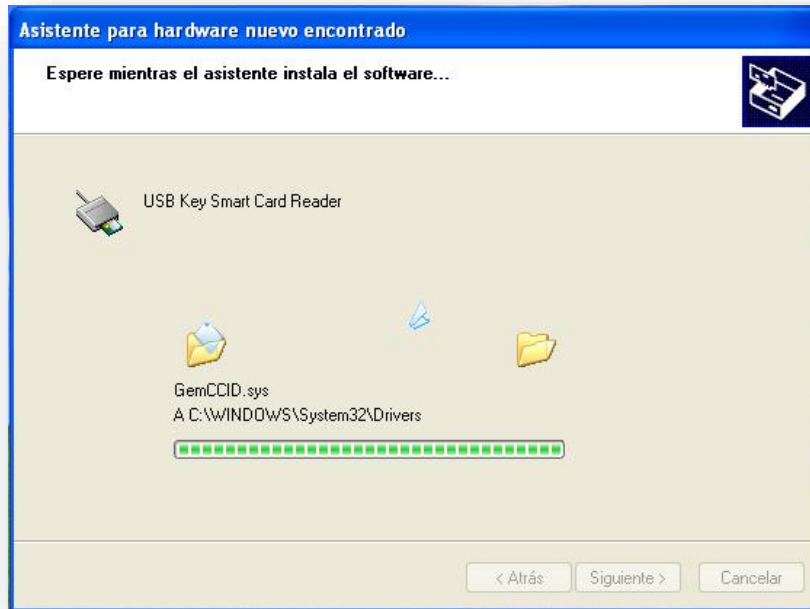 Asistente para hardware nuevo encontrado
Espere mientras el asistente instala el software...
USB Key Smart Card Reader
GemCCID.sys
A C:\WINDOWS\System32\Drivers
< Atrás
Siguiente >
Cancelar